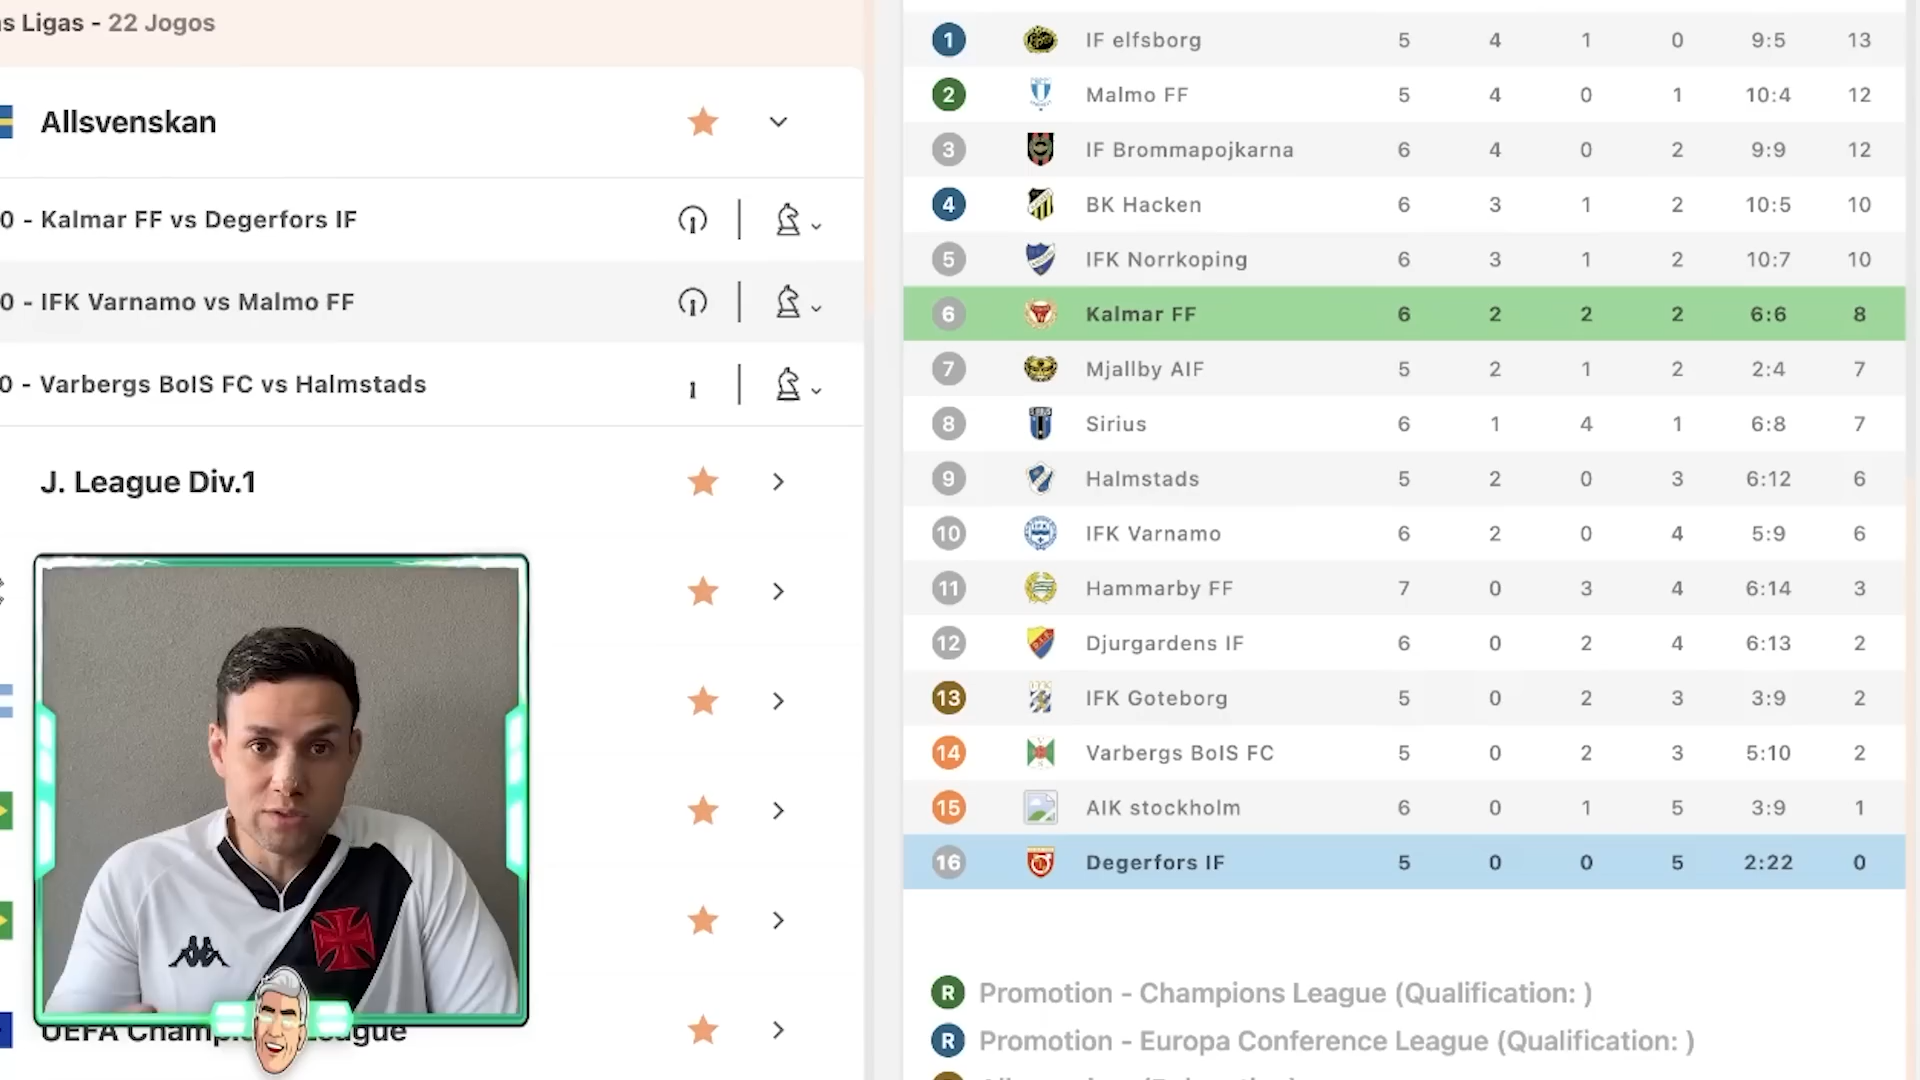 s Ligas - 22 Jogos
Allsvenskan
0 - Kalmar FF vs Degerfors IF
0 - IFK Varnamo vs Malmo FF
0 - Varbergs BoIS FC vs Halmstads
J. League Div.1
1 IF elfsborg 5 4 1 0 9:5 13
2 Malmo FF 5 4 0 1 10:4 12
3 IF Brommapojkarna 6 4 0 2 9:9 12
4 BK Hacken 6 3 1 2 10:5 10
5 IFK Norrkoping 6 3 1 2 10:7 10
6 Kalmar FF 6 2 2 2 6:6 8
7 Mjallby AIF 5 2 1 2 2:4 7
8 Sirius 6 1 4 1 6:8 7
9 Halmstads 5 2 0 3 6:12 6
10 IFK Varnamo 6 2 0 4 5:9 6
11 Hammarby FF 7 0 3 4 6:14 3
12 Djurgardens IF 6 0 2 4 6:13 2
13 IFK Goteborg 5 0 2 3 3:9 2
14 Varbergs BoIS FC 5 0 2 3 5:10 2
15 AIK stockholm 6 0 1 5 3:9 1
16 Degerfors IF 5 0 0 5 2:22 0
R Promotion - Champions League (Qualification: )
R Promotion - Europa Conference League (Qualification: )
UEFA Champ